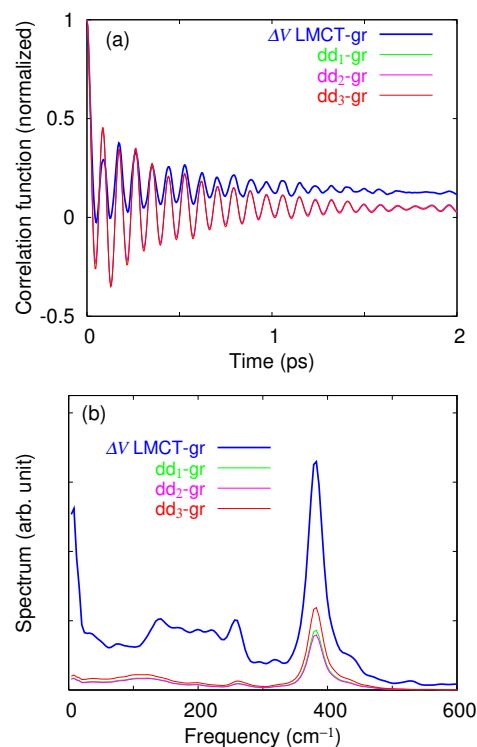 (a)
ΔV LMCT-gr
dd₁-gr
dd₂-gr
dd₃-gr
Correlation function (normalized)
1
0.5
0
-0.5
0
1
2
Time (ps)
(b)
ΔV LMCT-gr
dd₁-gr
dd₂-gr
dd₃-gr
Spectrum (arb. unit)
0
200
400
600
Frequency (cm⁻¹)